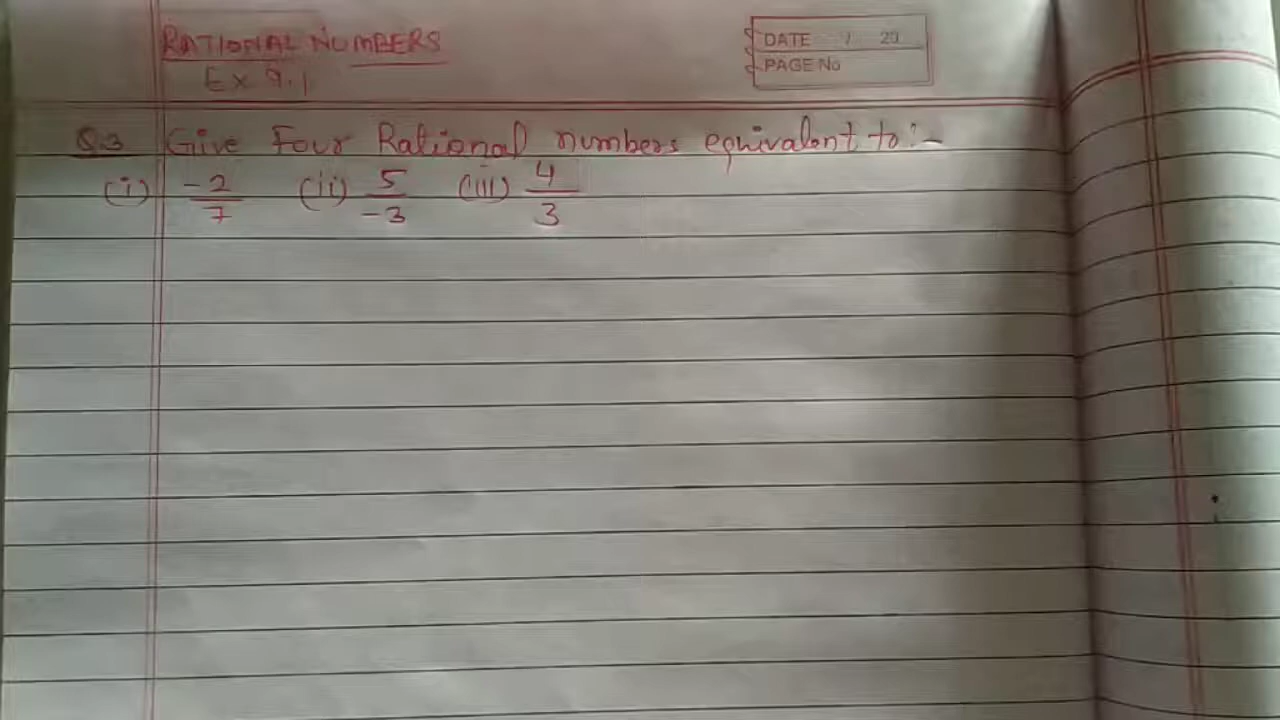 RATIONAL NUMBERS
Ex 9.1
DATE / 20
PAGE No
Q.3 Give Four Rational numbers equivalent to:-
(i) -2/7 (ii) 5/-3 (iii) 4/3